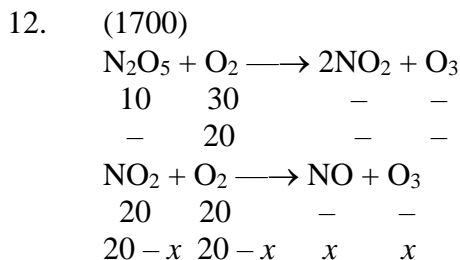 12. (1700)
N₂O₅ + O₂ ⟶ 2NO₂ + O₃
10 30 – –
– 20 – –
NO₂ + O₂ ⟶ NO + O₃
20 20 – –
20 – x 20 – x x x